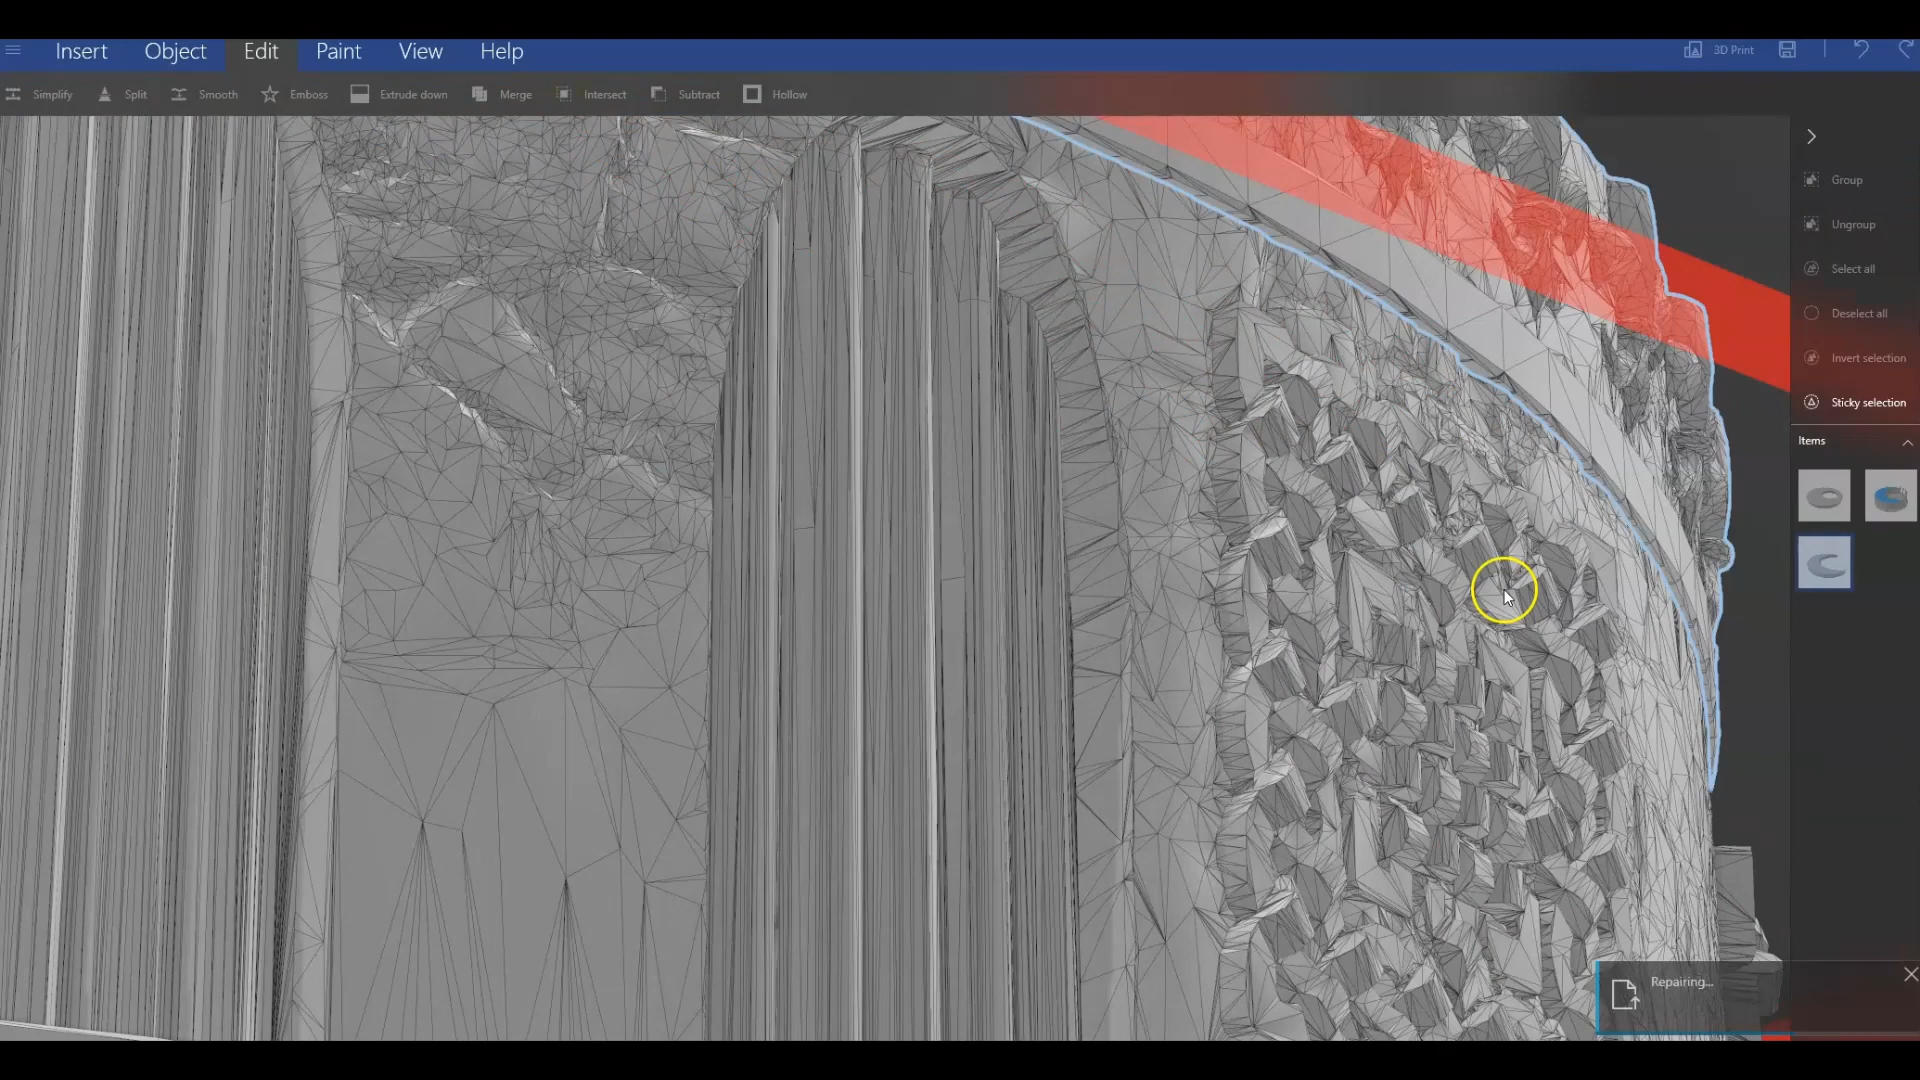 Insert Object Edit Paint View Help 3D Print
Simplify Split Smooth Emboss Extrude down Merge Intersect Subtract Hollow
Group
Ungroup
Select all
Deselect all
Invert selection
Sticky selection
Items
Repairing...